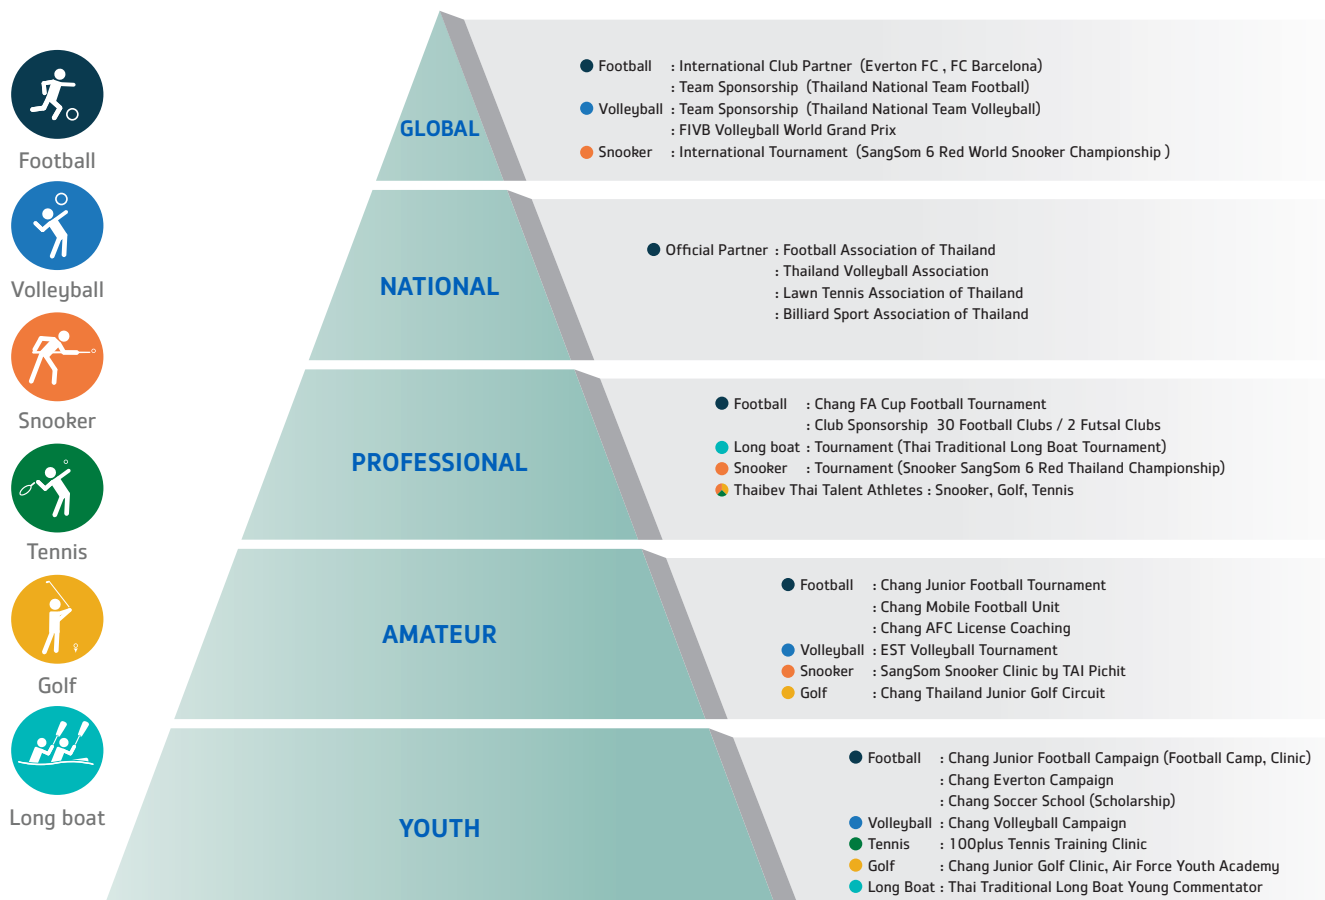 Football
Volleyball
Snooker
Tennis
Golf
Long boat
GLOBAL
Football : International Club Partner (Everton FC , FC Barcelona)
: Team Sponsorship (Thailand National Team Football)
Volleyball : Team Sponsorship (Thailand National Team Volleyball)
: FIVB Volleyball World Grand Prix
Snooker : International Tournament (SangSom 6 Red World Snooker Championship )
NATIONAL
Official Partner : Football Association of Thailand
: Thailand Volleyball Association
: Lawn Tennis Association of Thailand
: Billiard Sport Association of Thailand
PROFESSIONAL
Football : Chang FA Cup Football Tournament
: Club Sponsorship 30 Football Clubs / 2 Futsal Clubs
Long boat : Tournament (Thai Traditional Long Boat Tournament)
Snooker : Tournament (Snooker SangSom 6 Red Thailand Championship)
Thaibev Thai Talent Athletes : Snooker, Golf, Tennis
AMATEUR
Football : Chang Junior Football Tournament
: Chang Mobile Football Unit
: Chang AFC License Coaching
Volleyball : EST Volleyball Tournament
Snooker : SangSom Snooker Clinic by TAI Pichit
Golf : Chang Thailand Junior Golf Circuit
YOUTH
Football : Chang Junior Football Campaign (Football Camp, Clinic)
: Chang Everton Campaign
: Chang Soccer School (Scholarship)
Volleyball : Chang Volleyball Campaign
Tennis : 100plus Tennis Training Clinic
Golf : Chang Junior Golf Clinic, Air Force Youth Academy
Long Boat : Thai Traditional Long Boat Young Commentator